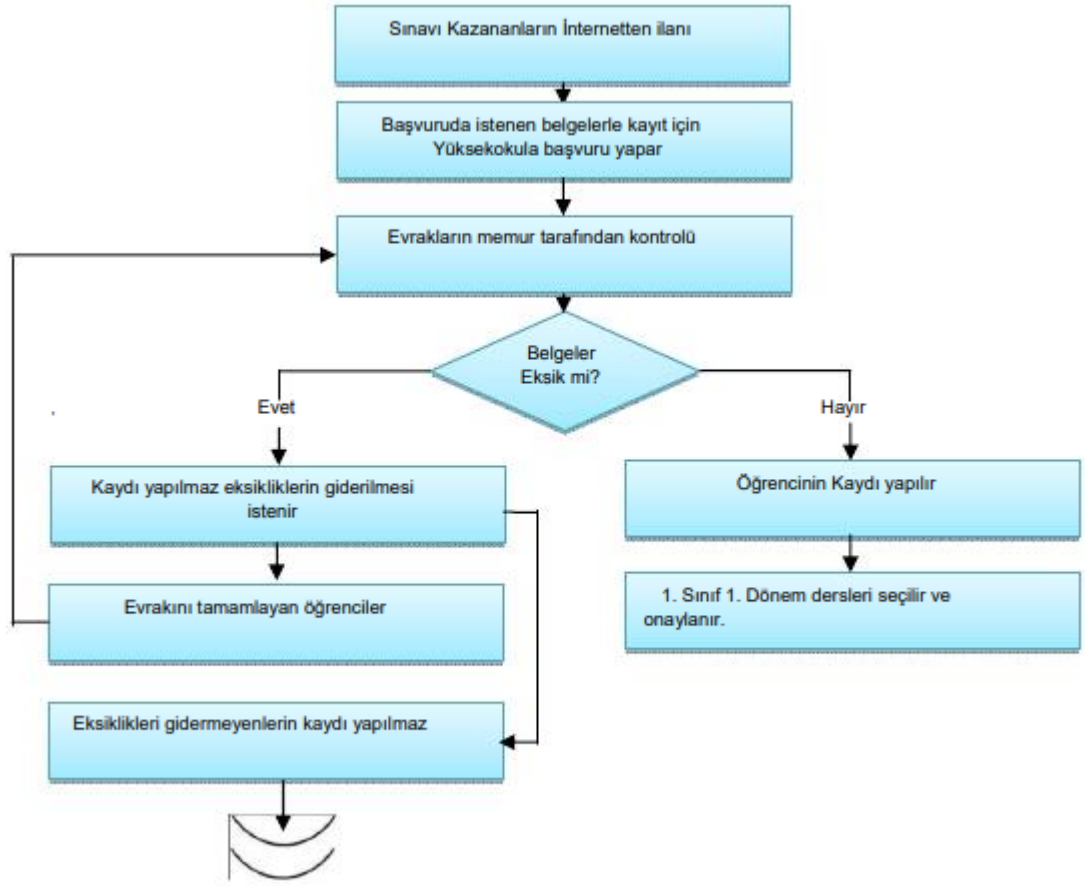 Sınavı Kazananların İnternetten ilanı
Başvuruda istenen belgelerle kayıt için
Yüksekokula başvuru yapar
Evrakların memur tarafından kontrolü
Belgeler
Eksik mi?
Evet
Hayır
Kaydı yapılmaz eksikliklerin giderilmesi
istenir
Öğrencinin Kaydı yapılır
Evrakını tamamlayan öğrenciler
1. Sınıf 1. Dönem dersleri seçilir ve
onaylanır.
Eksiklikleri gidermeyenlerin kaydı yapılmaz